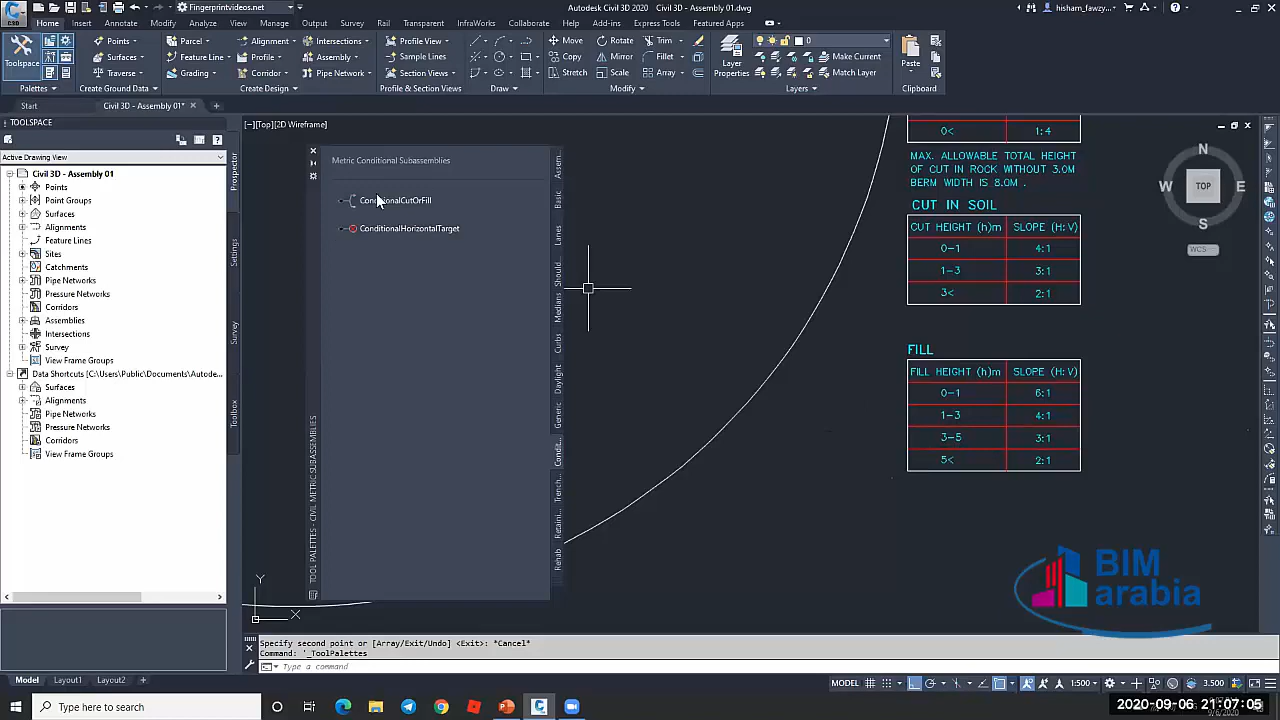 Fingerprintvideos.net
Autodesk Civil 3D 2020 Civil 3D - Assembly 01.dwg
hisham_fawzy...
Home Insert Annotate Modify Analyze View Manage Output Survey Rail Transparent InfraWorks Collaborate Help Add-ins Express Tools Featured Apps
Toolspace
Points
Surfaces
Traverse
Parcel
Feature Line
Grading
Alignment
Profile
Corridor
Intersections
Assembly
Pipe Network
Profile View
Sample Lines
Section Views
Move
Copy
Stretch
Rotate
Mirror
Scale
Trim
Fillet
Array
Layer Properties
0
Make Current
Match Layer
Paste
Palettes Create Ground Data Create Design Profile & Section Views Draw Modify Layers Clipboard
Start Civil 3D - Assembly 01*
TOOLSPACE
Active Drawing View
Civil 3D - Assembly 01
Points
Point Groups
Surfaces
Alignments
Feature Lines
Sites
Catchments
Pipe Networks
Pressure Networks
Corridors
Assemblies
Intersections
Survey
View Frame Groups
Data Shortcuts [C:\Users\Public\Documents\Autode...
Surfaces
Alignments
Pipe Networks
Pressure Networks
Corridors
View Frame Groups
Prospector
Settings
Survey
Toolbox
[-][Top][2D Wireframe]
Metric Conditional Subassemblies
ConditionalCutOrFill
ConditionalHorizontalTarget
TOOL PALETTES - CIVIL METRIC SUBASSEMBLIES
Assem...
Basic
Lanes
Should...
Medians
Curbs
Daylight
Generic
Condit...
Trench...
Retaini...
Rehab
0< 1:4
MAX. ALLOWABLE TOTAL HEIGHT
OF CUT IN ROCK WITHOUT 3.0M
BERM WIDTH IS 8.0M .
CUT IN SOIL
CUT HEIGHT (h)m SLOPE (H:V)
0-1 4:1
1-3 3:1
3< 2:1
FILL
FILL HEIGHT (h)m SLOPE (H:V)
0-1 6:1
1-3 4:1
3-5 3:1
5< 2:1
N
W TOP E
S
WCS
Y
X
BIM
arabia
Specify second point or [Array/Exit/Undo] <Exit>: *Cancel*
Command: '_ToolPalettes
Type a command
Model Layout1 Layout2
MODEL 1:500 3.500
Type here to search
2020-09-06 21:07:05